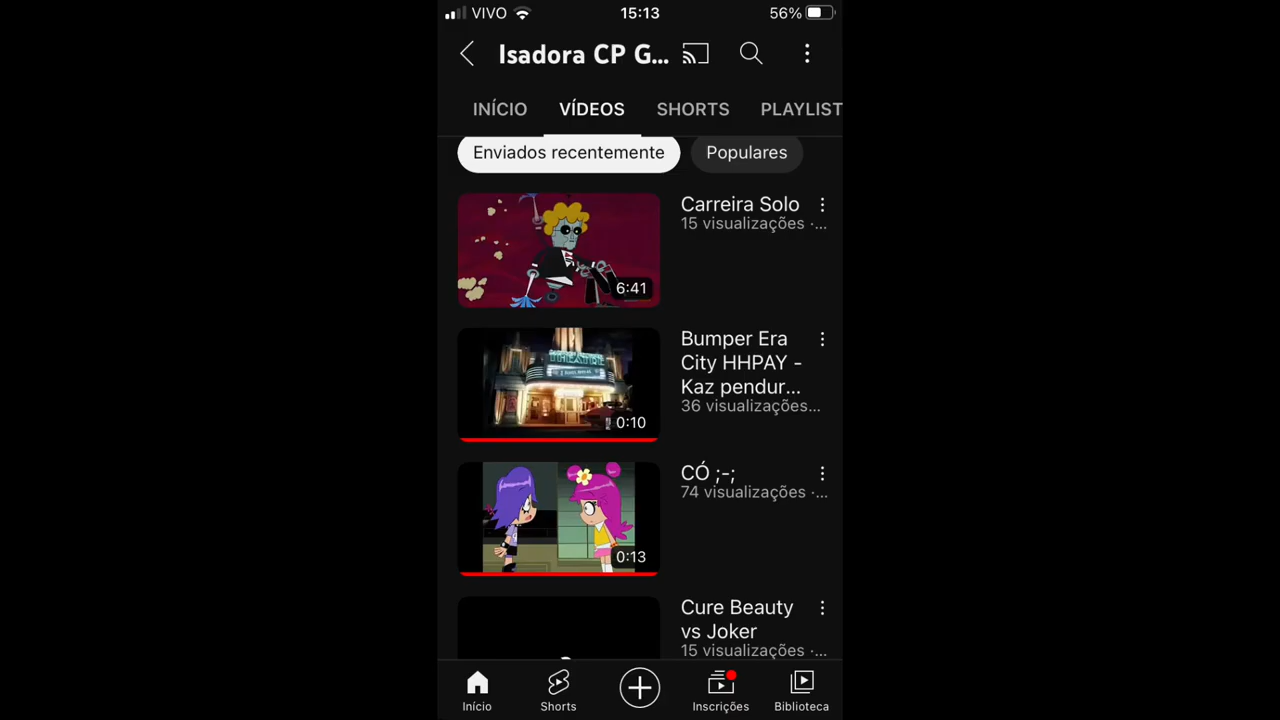 VIVO 15:13 56%
Isadora CP G...
INÍCIO VÍDEOS SHORTS PLAYLIST
Enviados recentemente Populares
Carreira Solo
15 visualizações ·...
6:41
Bumper Era
City HHPAY -
Kaz pendur...
36 visualizações...
THEATRE
0:10
CÓ ;-;
74 visualizações ·...
0:13
Cure Beauty
vs Joker
15 visualizações ·...
Início Shorts Inscrições Biblioteca